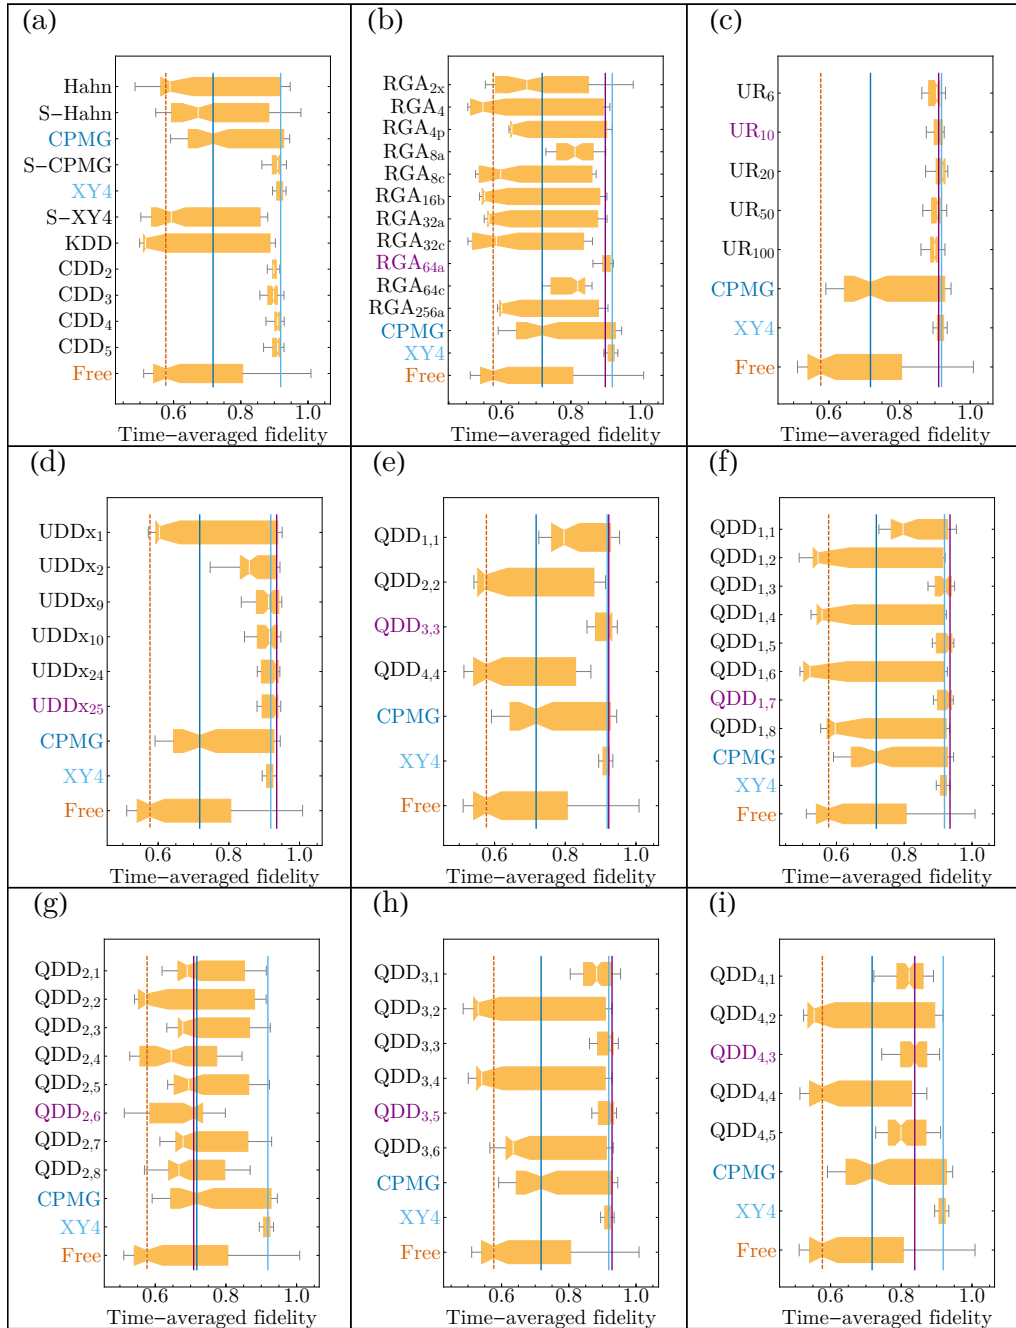 (a)
Hahn
S−Hahn
CPMG
S−CPMG
XY4
S−XY4
KDD
CDD₂
CDD₃
CDD₄
CDD₅
Free
0.6 0.8 1.0
Time−averaged fidelity
(b)
RGA₂ₓ
RGA₄
RGA₄ₚ
RGA₈ₐ
RGA₈c
RGA₁₆b
RGA₃₂ₐ
RGA₃₂c
RGA₆₄ₐ
RGA₆₄c
RGA₂₅₆ₐ
CPMG
XY4
Free
0.6 0.8 1.0
Time−averaged fidelity
(c)
UR₆
UR₁₀
UR₂₀
UR₅₀
UR₁₀₀
CPMG
XY4
Free
0.6 0.8 1.0
Time−averaged fidelity
(d)
UDDx₁
UDDx₂
UDDx₉
UDDx₁₀
UDDx₂₄
UDDx₂₅
CPMG
XY4
Free
0.6 0.8 1.0
Time−averaged fidelity
(e)
QDD₁,₁
QDD₂,₂
QDD₃,₃
QDD₄,₄
CPMG
XY4
Free
0.6 0.8 1.0
Time−averaged fidelity
(f)
QDD₁,₁
QDD₁,₂
QDD₁,₃
QDD₁,₄
QDD₁,₅
QDD₁,₆
QDD₁,₇
QDD₁,₈
CPMG
XY4
Free
0.6 0.8 1.0
Time−averaged fidelity
(g)
QDD₂,₁
QDD₂,₂
QDD₂,₃
QDD₂,₄
QDD₂,₅
QDD₂,₆
QDD₂,₇
QDD₂,₈
CPMG
XY4
Free
0.6 0.8 1.0
Time−averaged fidelity
(h)
QDD₃,₁
QDD₃,₂
QDD₃,₃
QDD₃,₄
QDD₃,₅
QDD₃,₆
CPMG
XY4
Free
0.6 0.8 1.0
Time−averaged fidelity
(i)
QDD₄,₁
QDD₄,₂
QDD₄,₃
QDD₄,₄
QDD₄,₅
CPMG
XY4
Free
0.6 0.8 1.0
Time−averaged fidelity